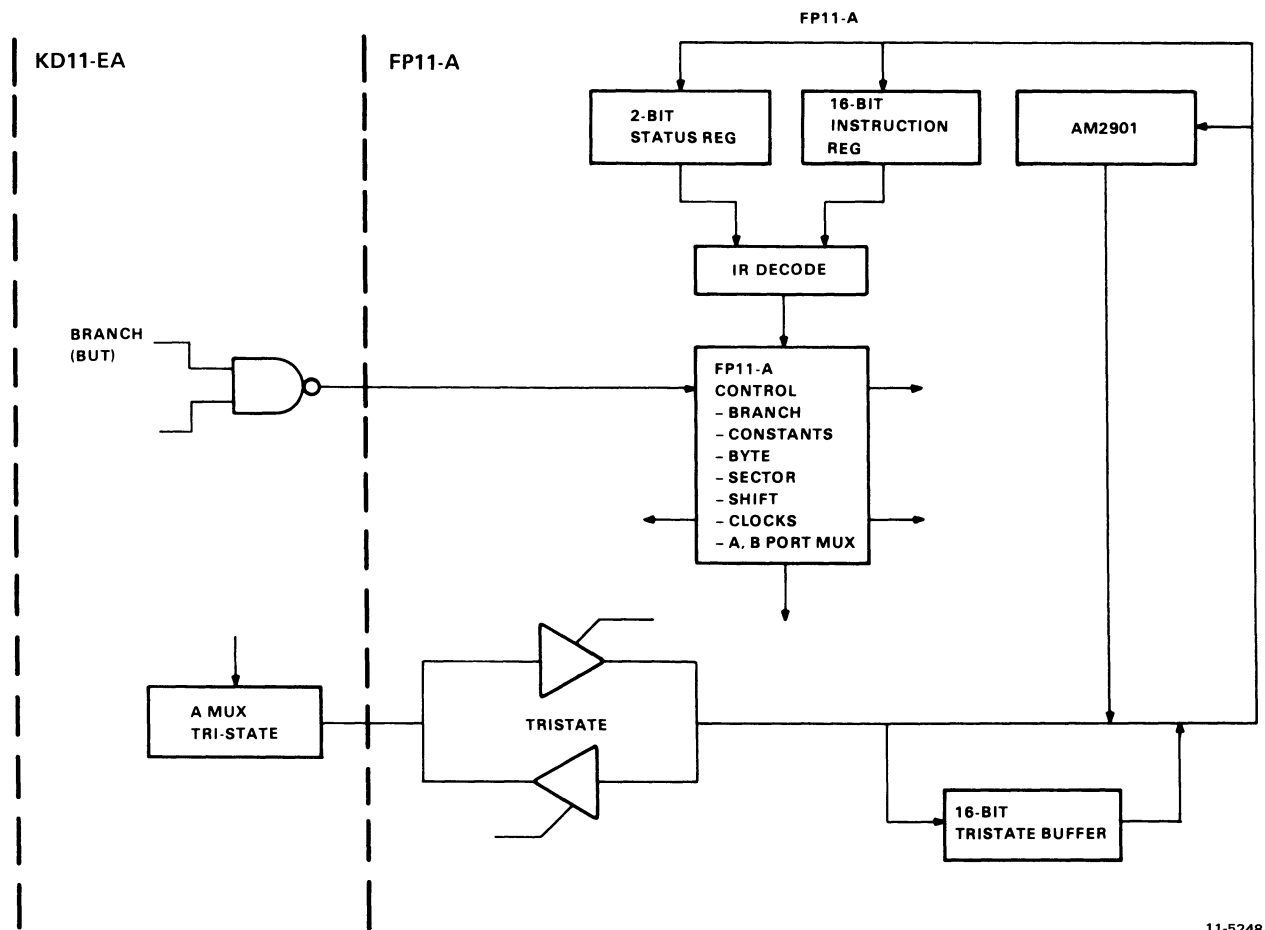 FP11-A
KD11-EA
FP11-A
2-BIT
STATUS REG
16-BIT
INSTRUCTION
REG
AM2901
IR DECODE
BRANCH
(BUT)
FP11-A
CONTROL
– BRANCH
– CONSTANTS
– BYTE
– SECTOR
– SHIFT
– CLOCKS
– A, B PORT MUX
A MUX
TRI-STATE
TRISTATE
16-BIT
TRISTATE BUFFER
11-5248